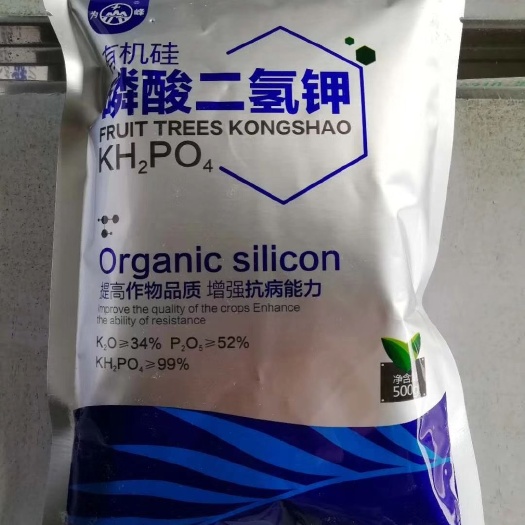 为峰
有机硅
磷酸二氢钾
FRUIT TREES KONGSHAO
KH₂PO₄
Organic silicon
提高作物品质 增强抗病能力
Improve the quality of the crops Enhance
the ability of resistance
K₂O≥34% P₂O₅≥52%
KH₂PO₄≥99%
净含
500